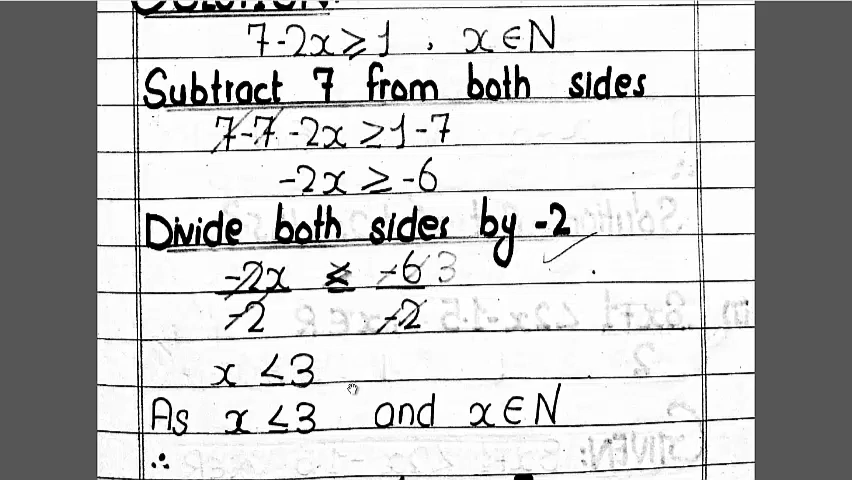 SOLUTION:
7-2x≥1 , x∈N
Subtract 7 from both sides
7-7-2x≥1-7
-2x≥-6
Divide both sides by -2
-2x ≤ -6 3
-2 -2
x ≤3
As x ≤3 and x∈N
∴